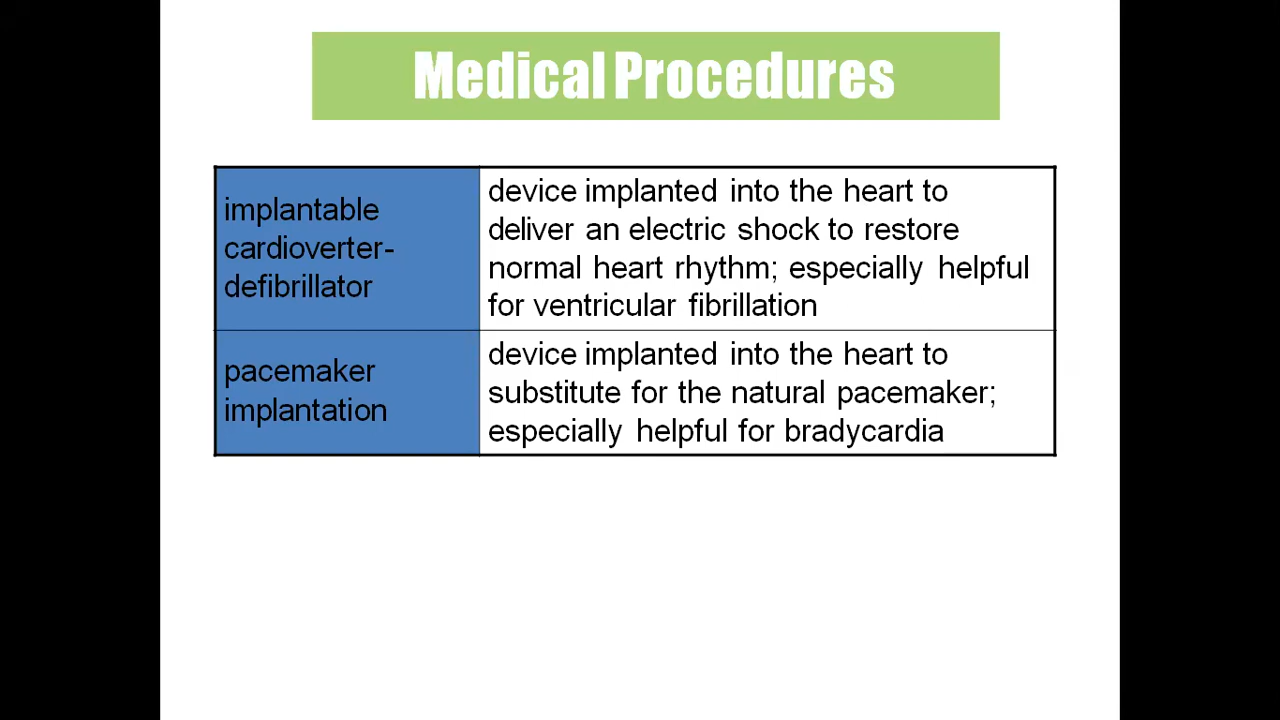 Medical Procedures
implantable
cardioverter-
defibrillator
device implanted into the heart to
deliver an electric shock to restore
normal heart rhythm; especially helpful
for ventricular fibrillation
pacemaker
implantation
device implanted into the heart to
substitute for the natural pacemaker;
especially helpful for bradycardia